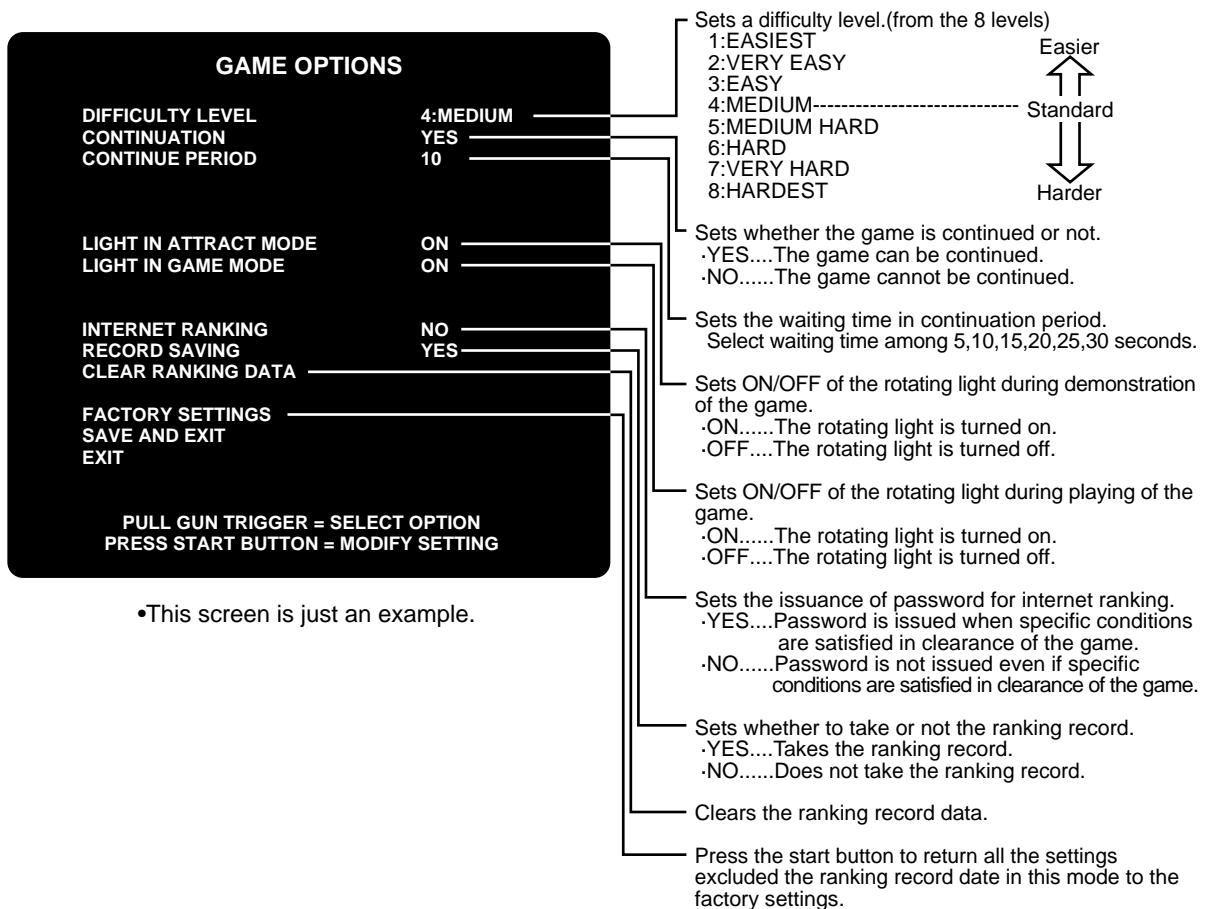 GAME OPTIONS
DIFFICULTY LEVEL 4:MEDIUM
CONTINUATION YES
CONTINUE PERIOD 10
LIGHT IN ATTRACT MODE ON
LIGHT IN GAME MODE ON
INTERNET RANKING NO
RECORD SAVING YES
CLEAR RANKING DATA
FACTORY SETTINGS
SAVE AND EXIT
EXIT
PULL GUN TRIGGER = SELECT OPTION
PRESS START BUTTON = MODIFY SETTING
•This screen is just an example.
Sets a difficulty level.(from the 8 levels)
1:EASIEST
2:VERY EASY
3:EASY
4:MEDIUM---------------------------- Standard
5:MEDIUM HARD
6:HARD
7:VERY HARD
8:HARDEST
Easier
Harder
Sets whether the game is continued or not.
·YES....The game can be continued.
·NO......The game cannot be continued.
Sets the waiting time in continuation period.
Select waiting time among 5,10,15,20,25,30 seconds.
Sets ON/OFF of the rotating light during demonstration
of the game.
·ON......The rotating light is turned on.
·OFF....The rotating light is turned off.
Sets ON/OFF of the rotating light during playing of the
game.
·ON......The rotating light is turned on.
·OFF....The rotating light is turned off.
Sets the issuance of password for internet ranking.
·YES....Password is issued when specific conditions
are satisfied in clearance of the game.
·NO......Password is not issued even if specific
conditions are satisfied in clearance of the game.
Sets whether to take or not the ranking record.
·YES....Takes the ranking record.
·NO......Does not take the ranking record.
Clears the ranking record data.
Press the start button to return all the settings
excluded the ranking record date in this mode to the
factory settings.